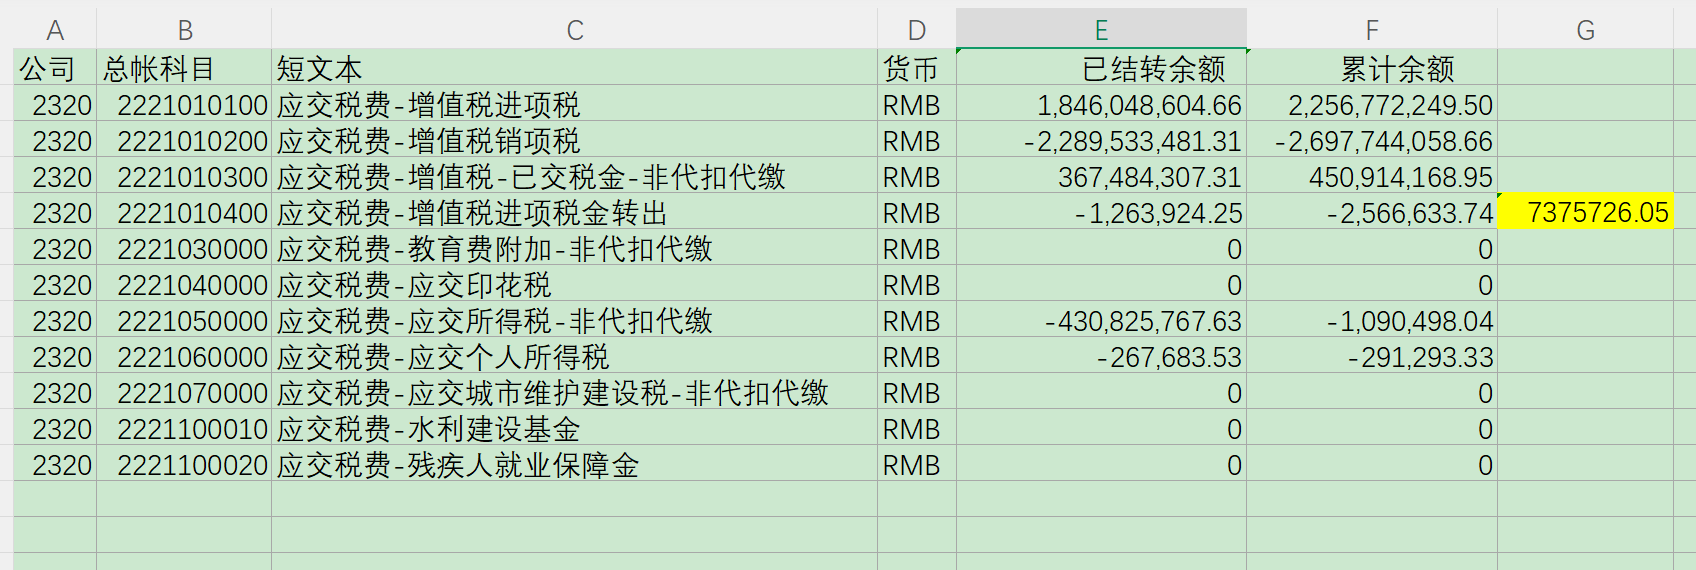 A B C D E F G
公司 总帐科目 短文本 货币 已结转余额 累计余额
2320 2221010100 应交税费-增值税进项税 RMB 1,846,048,604.66 2,256,772,249.50
2320 2221010200 应交税费-增值税销项税 RMB -2,289,533,481.31 -2,697,744,058.66
2320 2221010300 应交税费-增值税-已交税金-非代扣代缴 RMB 367,484,307.31 450,914,168.95
2320 2221010400 应交税费-增值税进项税金转出 RMB -1,263,924.25 -2,566,633.74 7375726.05
2320 2221030000 应交税费-教育费附加-非代扣代缴 RMB 0 0
2320 2221040000 应交税费-应交印花税 RMB 0 0
2320 2221050000 应交税费-应交所得税-非代扣代缴 RMB -430,825,767.63 -1,090,498.04
2320 2221060000 应交税费-应交个人所得税 RMB -267,683.53 -291,293.33
2320 2221070000 应交税费-应交城市维护建设税-非代扣代缴 RMB 0 0
2320 2221100010 应交税费-水利建设基金 RMB 0 0
2320 2221100020 应交税费-残疾人就业保障金 RMB 0 0